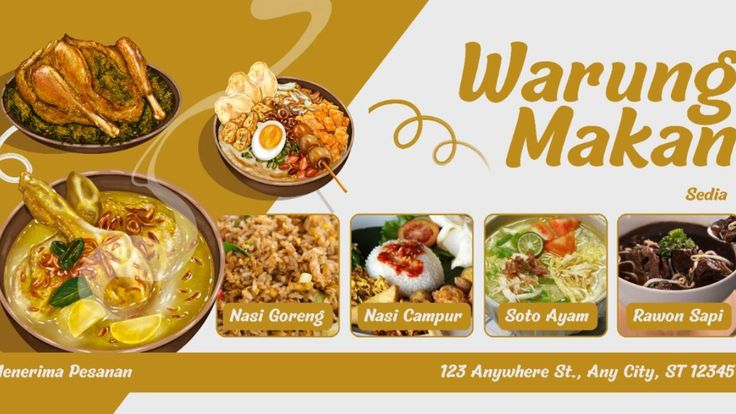 Warung
Makan
Sedia
Nasi Goreng
Nasi Campur
Soto Ayam
Rawon Sapi
Menerima Pesanan
123 Anywhere St., Any City, ST 12345